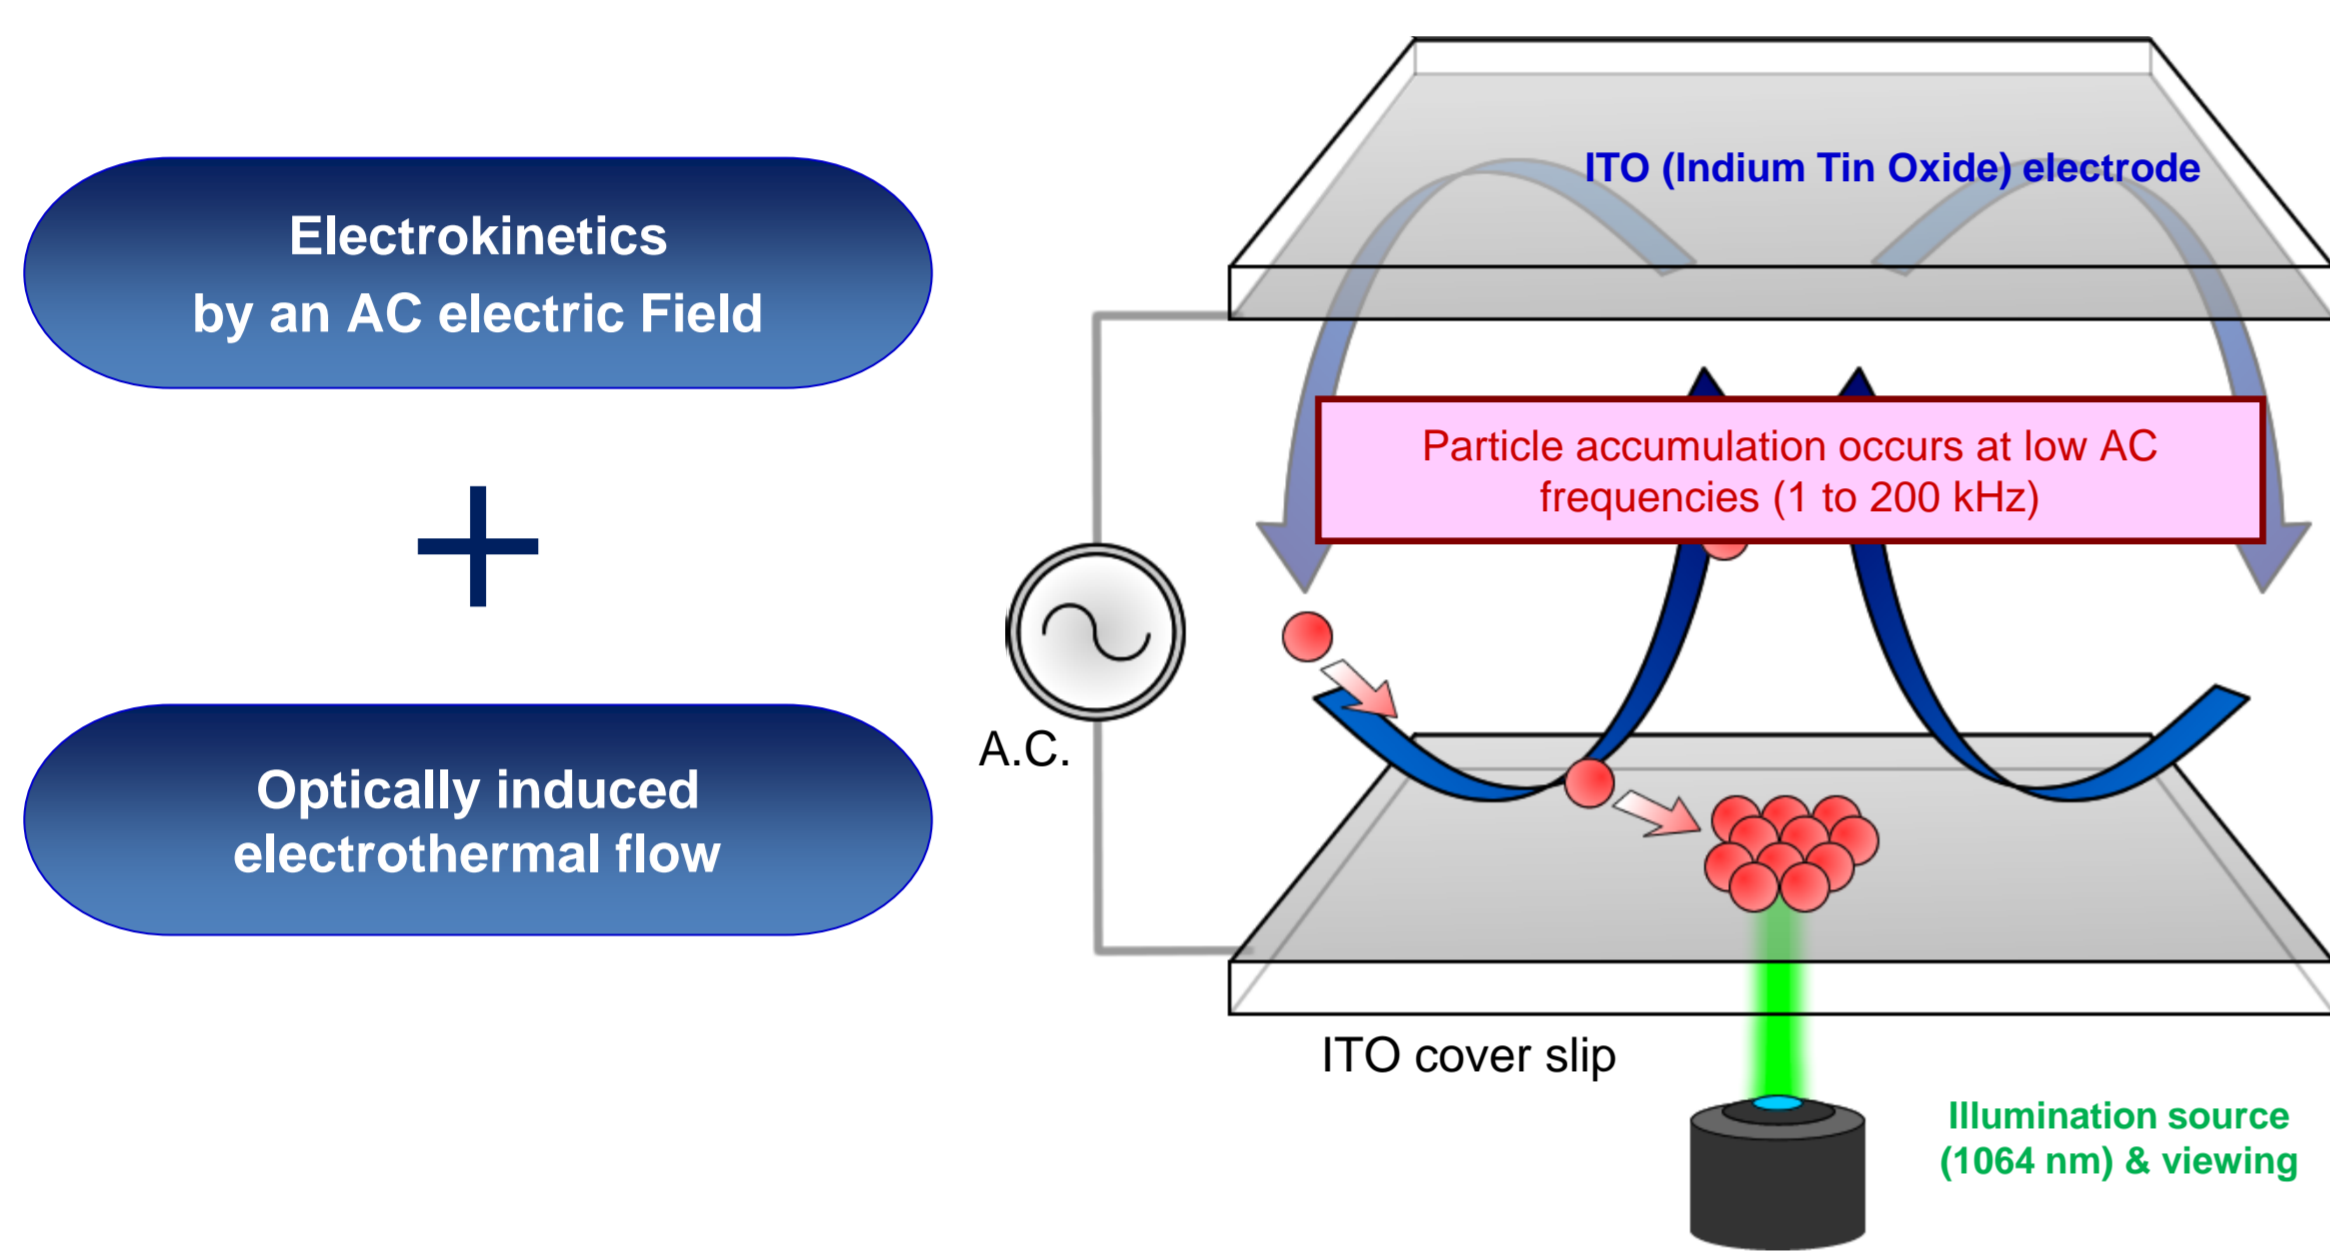 Electrokinetics
by an AC electric Field
Optically induced
electrothermal flow
ITO (Indium Tin Oxide) electrode
Particle accumulation occurs at low AC
frequencies (1 to 200 kHz)
A.C.
ITO cover slip
Illumination source
(1064 nm) & viewing